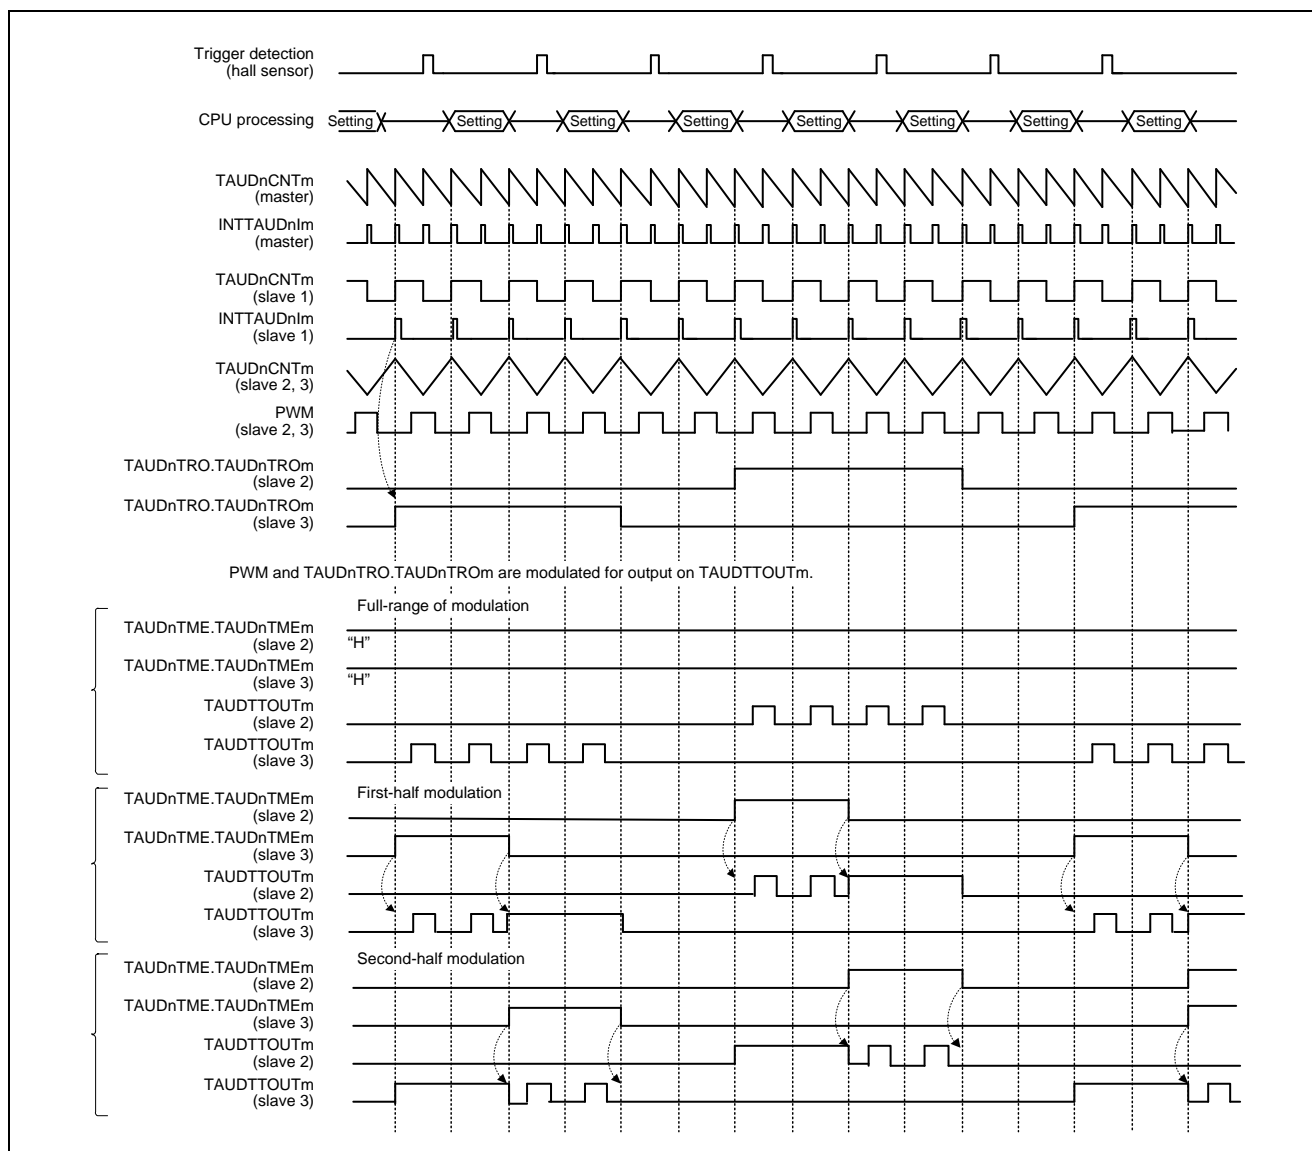 Trigger detection
(hall sensor)
CPU processing
Setting
Setting
Setting
Setting
Setting
Setting
Setting
Setting
TAUDnCNTm
(master)
INTTAUDnIm
(master)
TAUDnCNTm
(slave 1)
INTTAUDnIm
(slave 1)
TAUDnCNTm
(slave 2, 3)
PWM
(slave 2, 3)
TAUDnTRO.TAUDnTROm
(slave 2)
TAUDnTRO.TAUDnTROm
(slave 3)
PWM and TAUDnTRO.TAUDnTROm are modulated for output on TAUDTTOUTm.
Full-range of modulation
TAUDnTME.TAUDnTMEm
(slave 2)
“H”
TAUDnTME.TAUDnTMEm
(slave 3)
“H”
TAUDTTOUTm
(slave 2)
TAUDTTOUTm
(slave 3)
First-half modulation
TAUDnTME.TAUDnTMEm
(slave 2)
TAUDnTME.TAUDnTMEm
(slave 3)
TAUDTTOUTm
(slave 2)
TAUDTTOUTm
(slave 3)
Second-half modulation
TAUDnTME.TAUDnTMEm
(slave 2)
TAUDnTME.TAUDnTMEm
(slave 3)
TAUDTTOUTm
(slave 2)
TAUDTTOUTm
(slave 3)